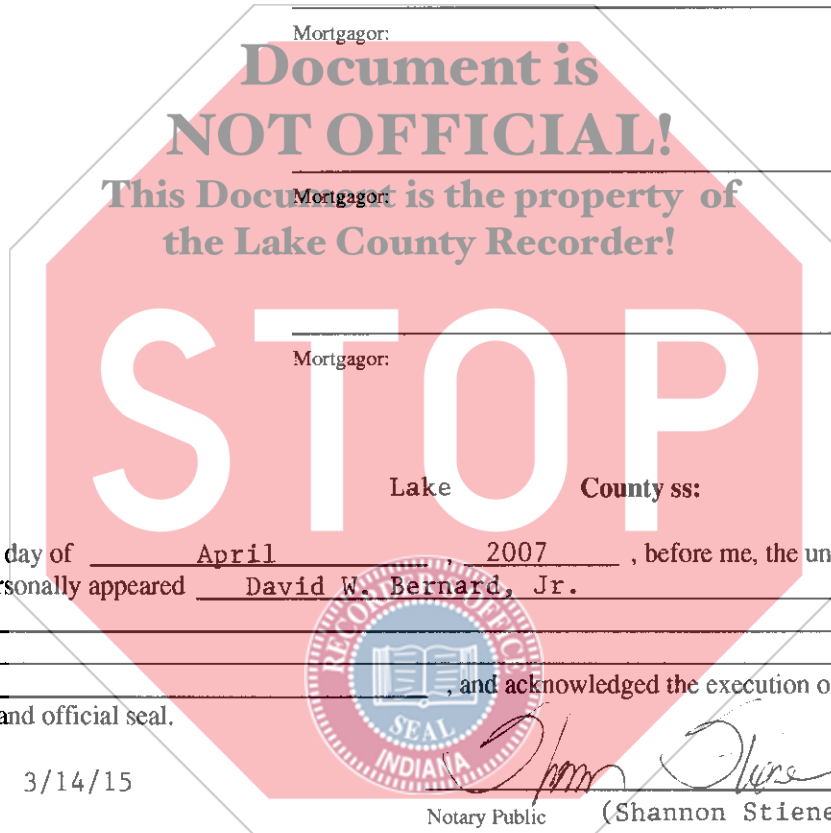 Mortgagor:
Document is
NOT OFFICIAL!
This Document is the property of
the Lake County Recorder!
Mortgagor:
STOP
Mortgagor:
Lake County ss:
day of April , 2007 , before me, the un
rsonally appeared David W. Bernard, Jr.
, and acknowledged the execution o
and official seal.
RECORDER'S OFFICE
SEAL
INDIANA
3/14/15
Notary Public (Shannon Stiene